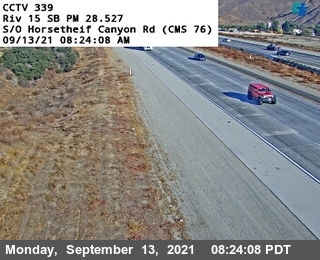 CCTV 339
Riv 15 SB PM 28.527
S/O Horsetheif Canyon Rd (CMS 76)
09/13/21 08:24:08 AM
Monday, September 13, 2021 08:24:08 PDT